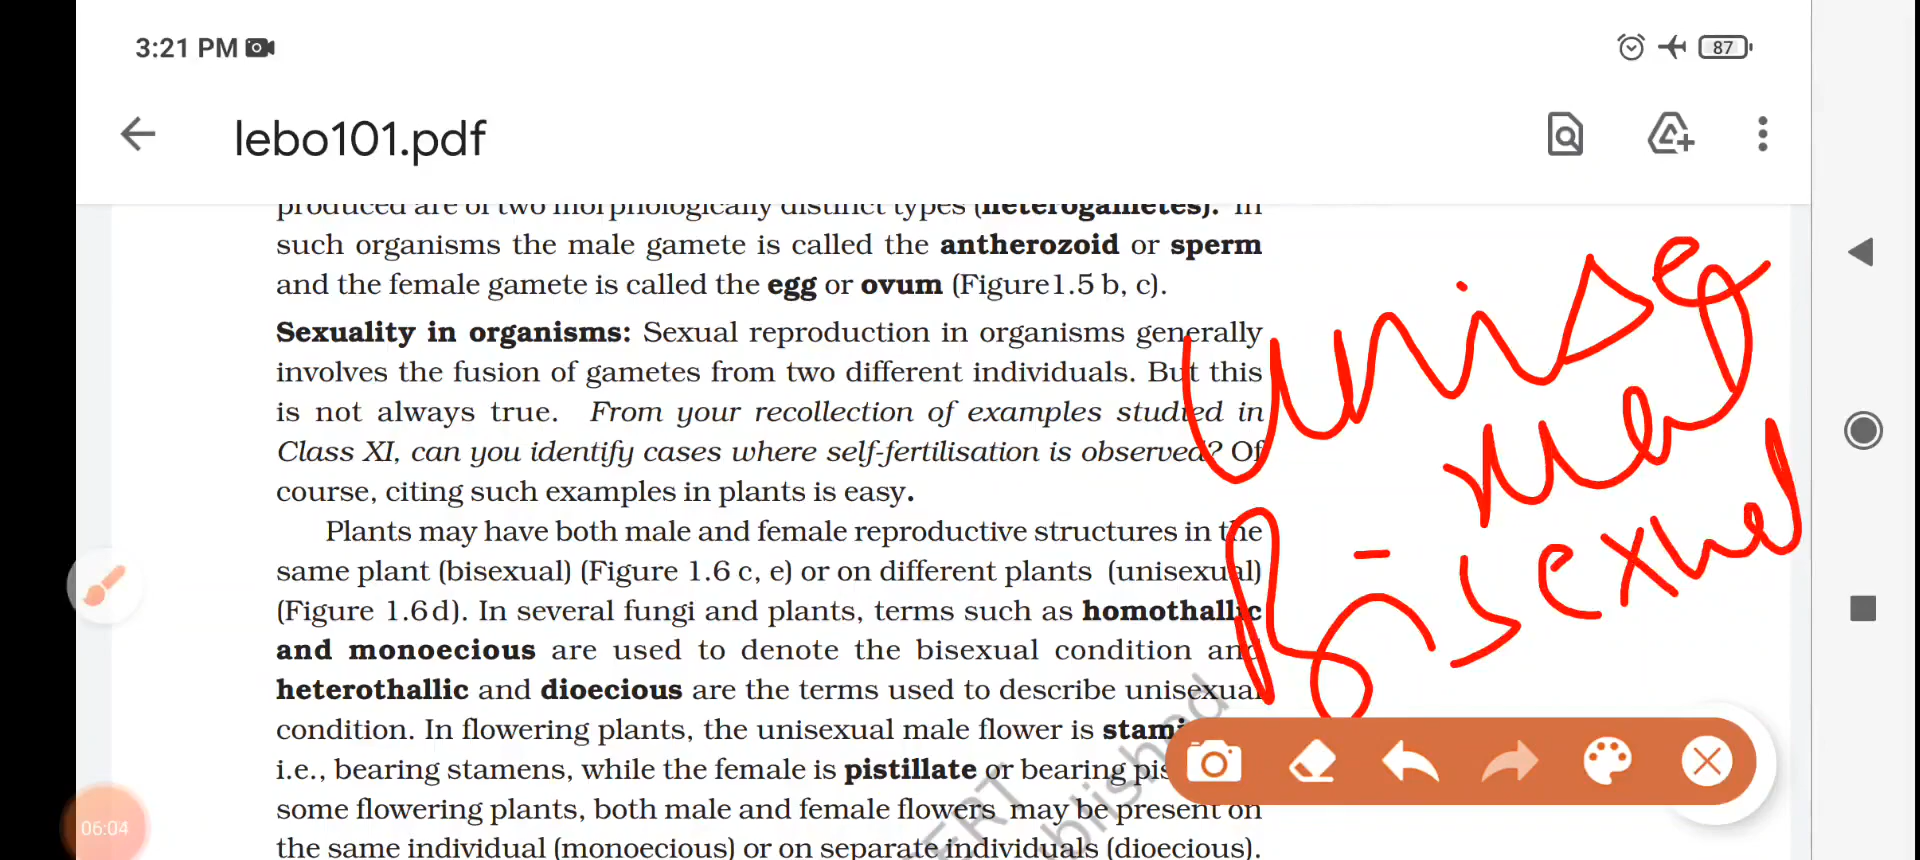 3:21 PM
87
lebo101.pdf
produced are of two morphologically distinct types (heterogametes). In
such organisms the male gamete is called the antherozoid or sperm
and the female gamete is called the egg or ovum (Figure1.5 b, c).
Sexuality in organisms: Sexual reproduction in organisms generally
involves the fusion of gametes from two different individuals. But this
is not always true. From your recollection of examples studied in
Class XI, can you identify cases where self-fertilisation is observed? Of
course, citing such examples in plants is easy.
Plants may have both male and female reproductive structures in the
same plant (bisexual) (Figure 1.6 c, e) or on different plants (unisexual)
(Figure 1.6d). In several fungi and plants, terms such as homothallic
and monoecious are used to denote the bisexual condition and
heterothallic and dioecious are the terms used to describe unisexual
condition. In flowering plants, the unisexual male flower is stami
i.e., bearing stamens, while the female is pistillate or bearing pis
some flowering plants, both male and female flowers may be present on
the same individual (monoecious) or on separate individuals (dioecious).
Bisexual
06:04